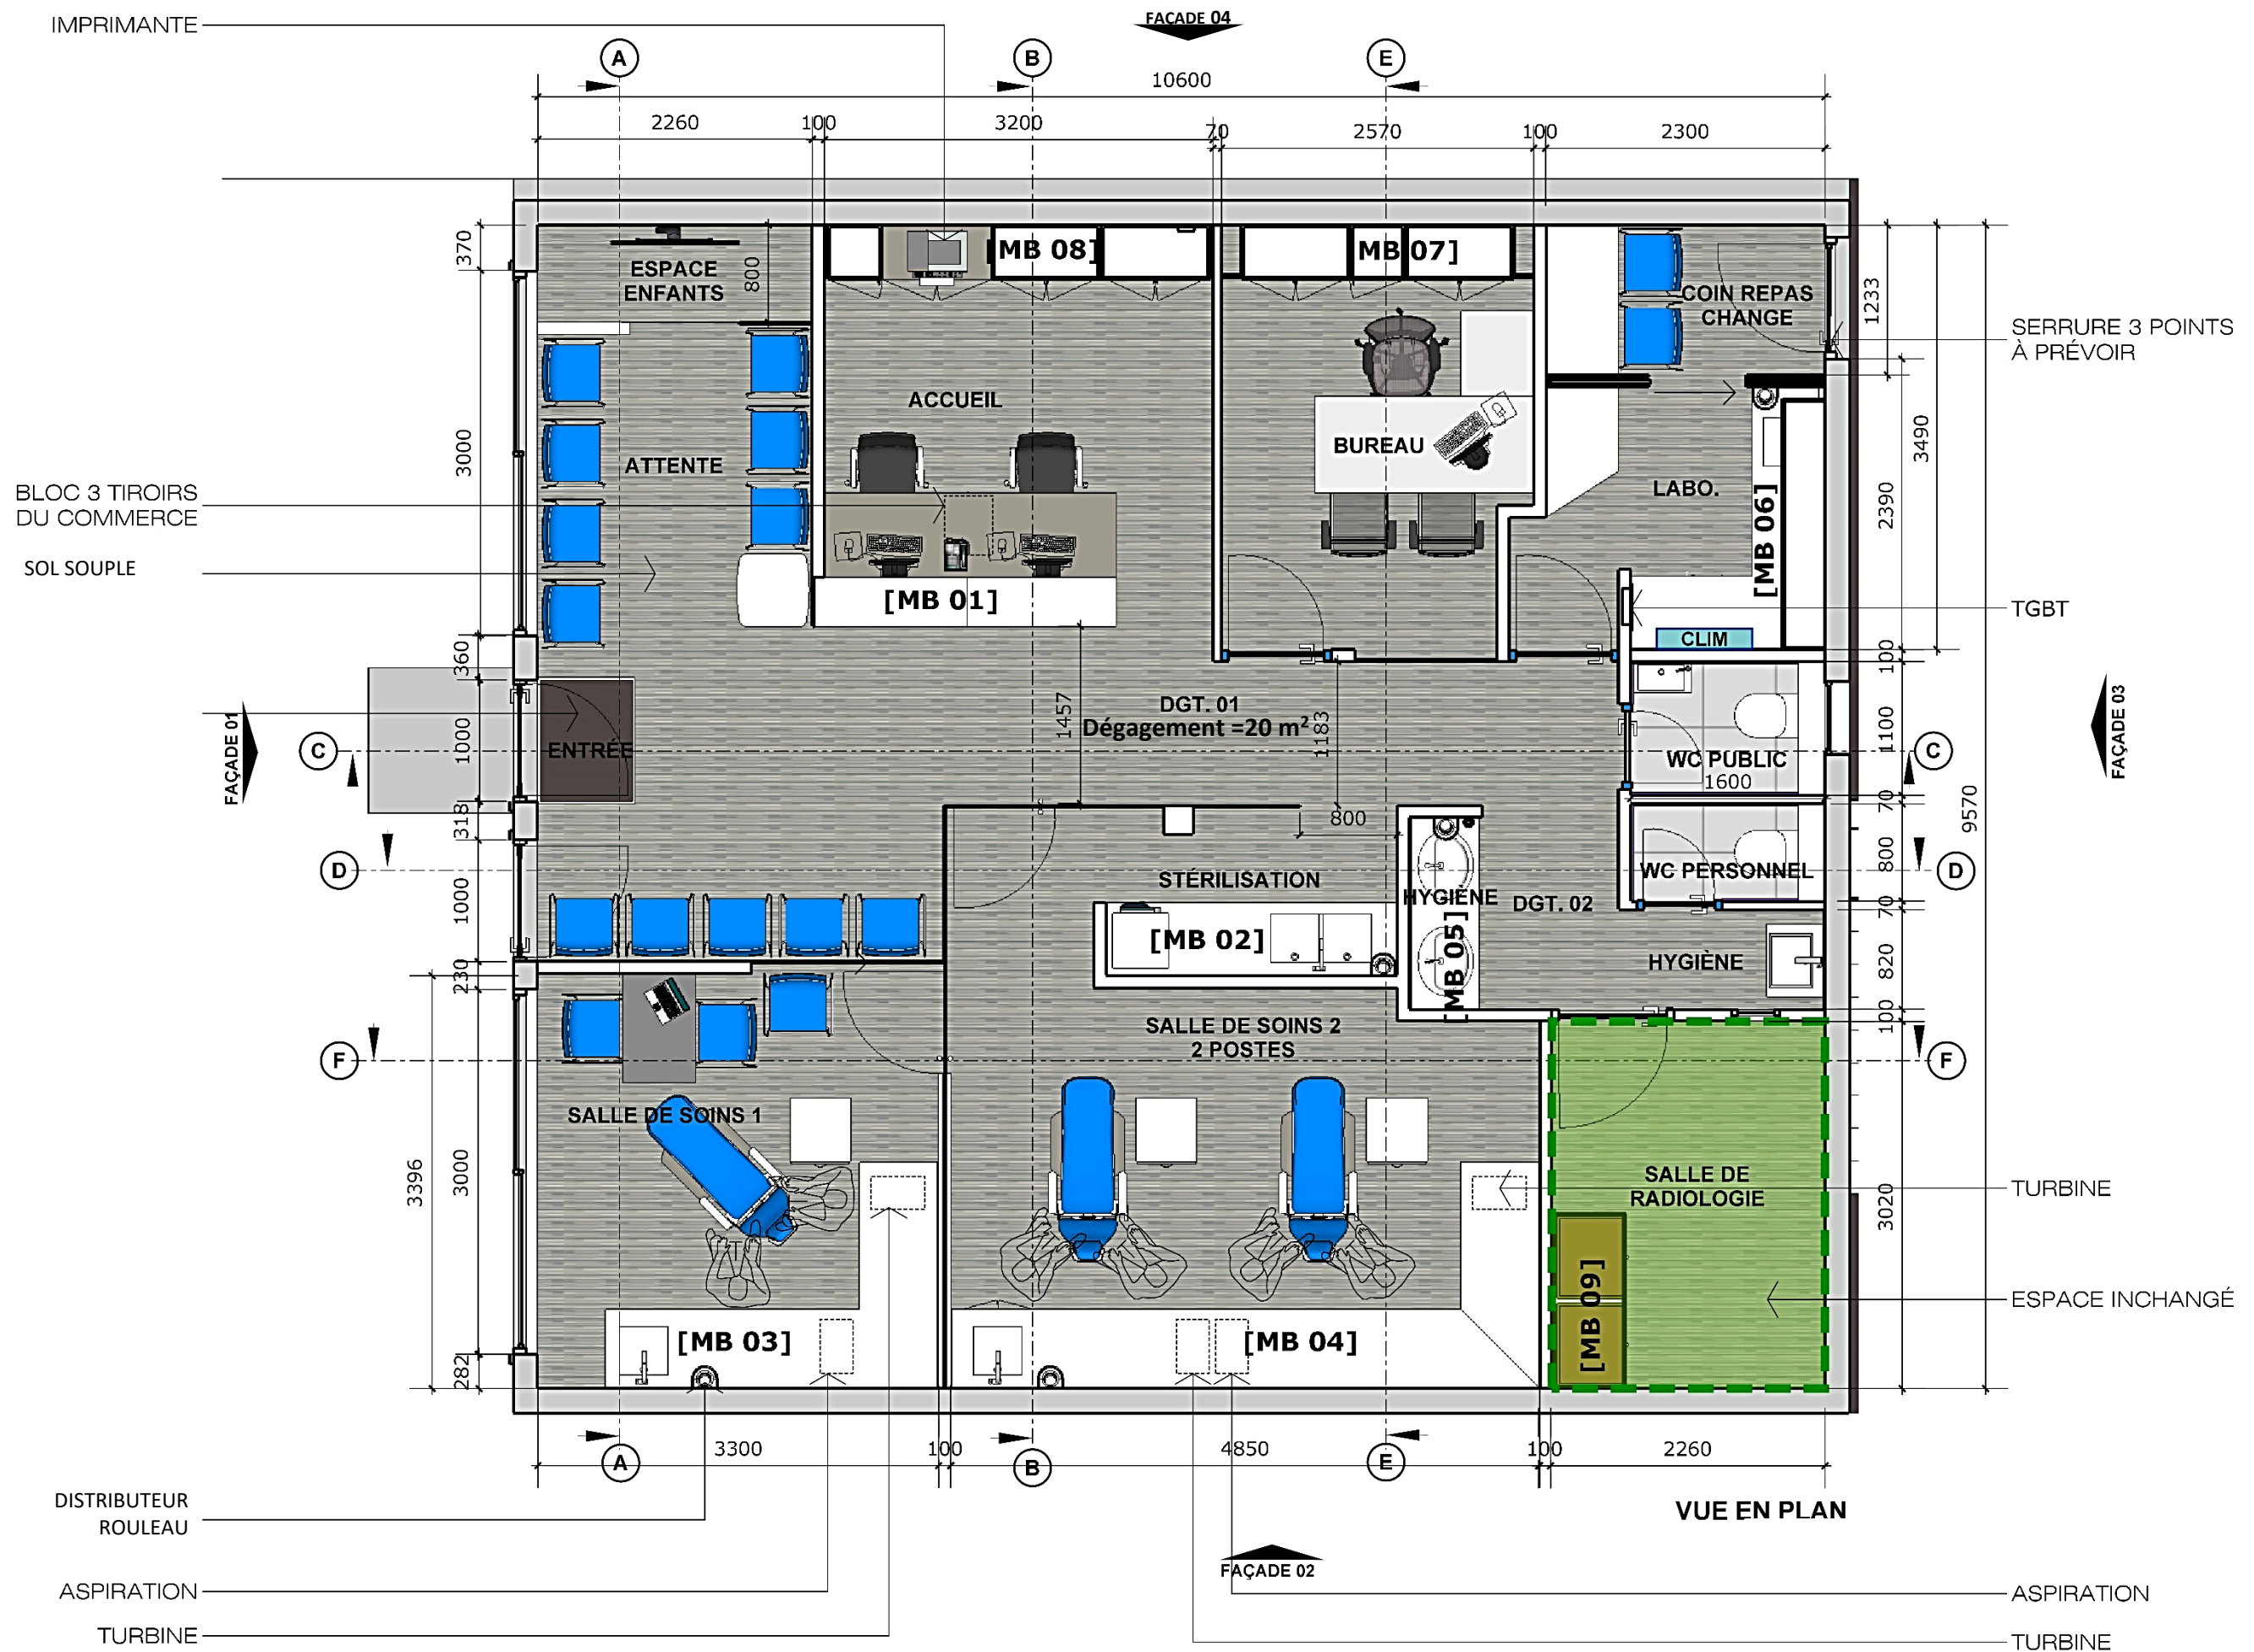 IMPRIMANTE
FAÇADE 04
A
B
E
10600
2260
100
3200
70
2570
100
2300
370
ESPACE
ENFANTS
800
[MB 08]
MB 07]
COIN REPAS
CHANGE
1233
SERRURE 3 POINTS
À PRÉVOIR
ACCUEIL
3000
ATTENTE
BUREAU
3490
BLOC 3 TIROIRS
DU COMMERCE
LABO.
2390
[MB 06]
SOL SOUPLE
[MB 01]
TGBT
CLIM
360
100
FAÇADE 01
C
1000
ENTRÉE
1457
DGT. 01
Dégagement =20 m²
1183
WC PUBLIC
1600
1100
C
FAÇADE 03
318
800
70
9570
D
1000
STÉRILISATION
HYGIÈNE
DGT. 02
WC PERSONNEL
800
D
70
[MB 02]
[MB 05]
HYGIÈNE
820
230
100
F
SALLE DE SOINS 2
2 POSTES
F
SALLE DE SOINS 1
3396
3000
SALLE DE
RADIOLOGIE
TURBINE
3020
ESPACE INCHANGÉ
[MB 09]
282
[MB 03]
[MB 04]
A
3300
100
B
4850
E
100
2260
DISTRIBUTEUR
ROULEAU
VUE EN PLAN
FAÇADE 02
ASPIRATION
ASPIRATION
TURBINE
TURBINE